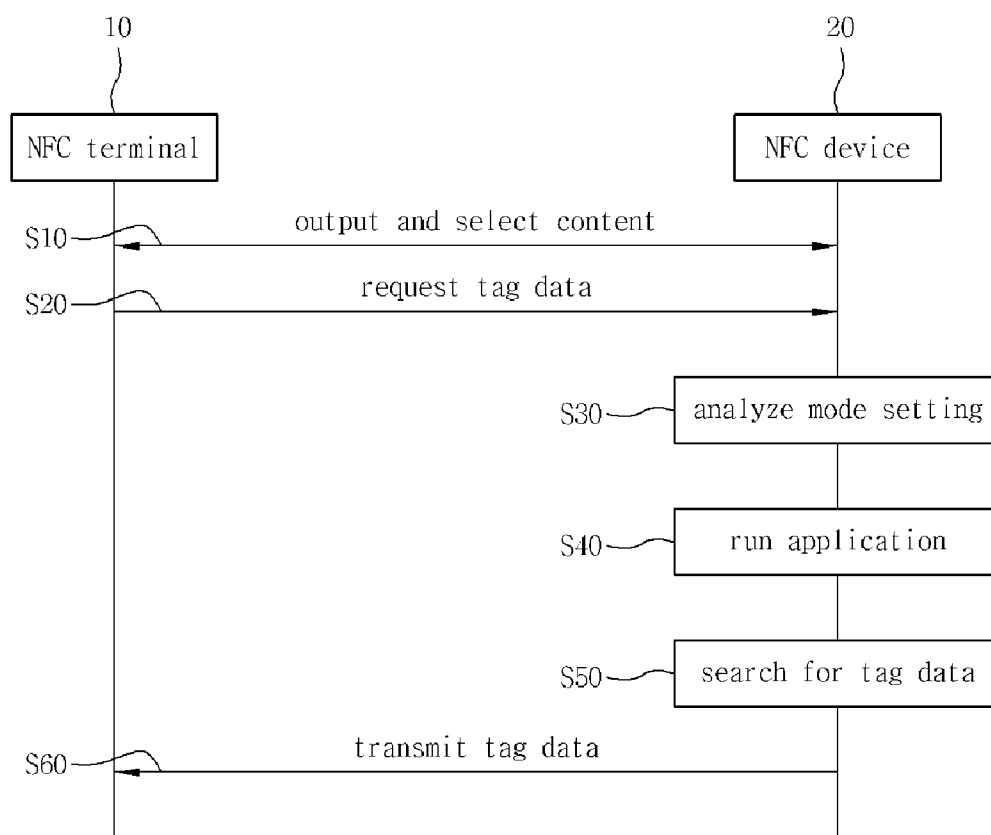 10
20
NFC terminal
NFC device
output and select content
S10
request tag data
S20
S30
analyze mode setting
S40
run application
S50
search for tag data
transmit tag data
S60